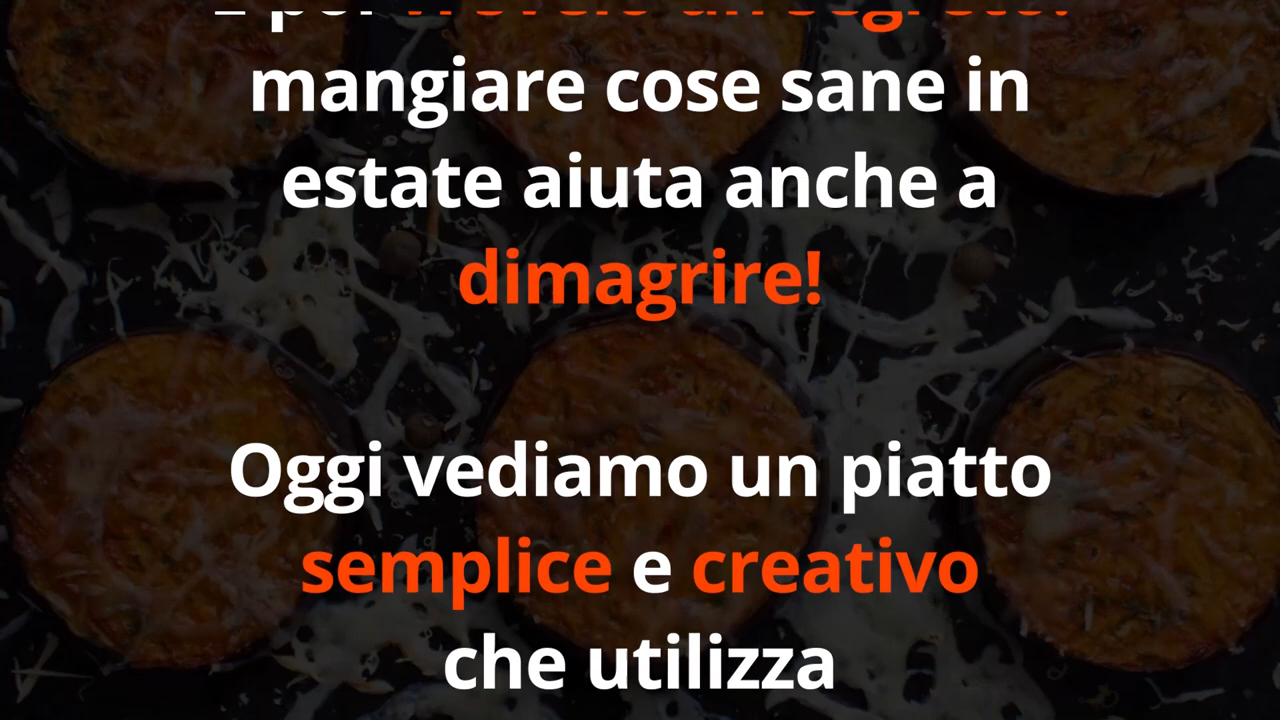 mangiare cose sane in
estate aiuta anche a
dimagrire!
Oggi vediamo un piatto
semplice e creativo
che utilizza